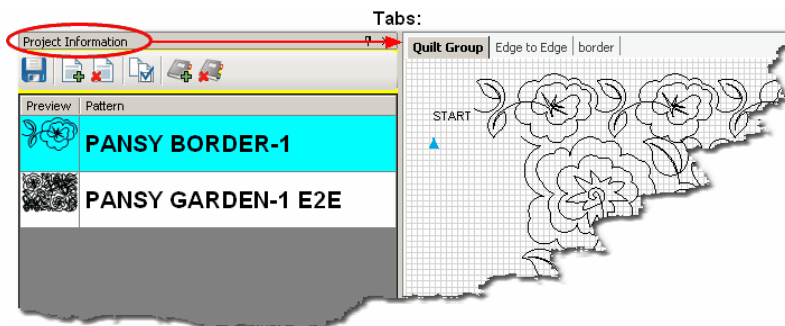 Tabs:
Project Information
Quilt Group Edge to Edge border
Preview Pattern
PANSY BORDER-1
PANSY GARDEN-1 E2E
START